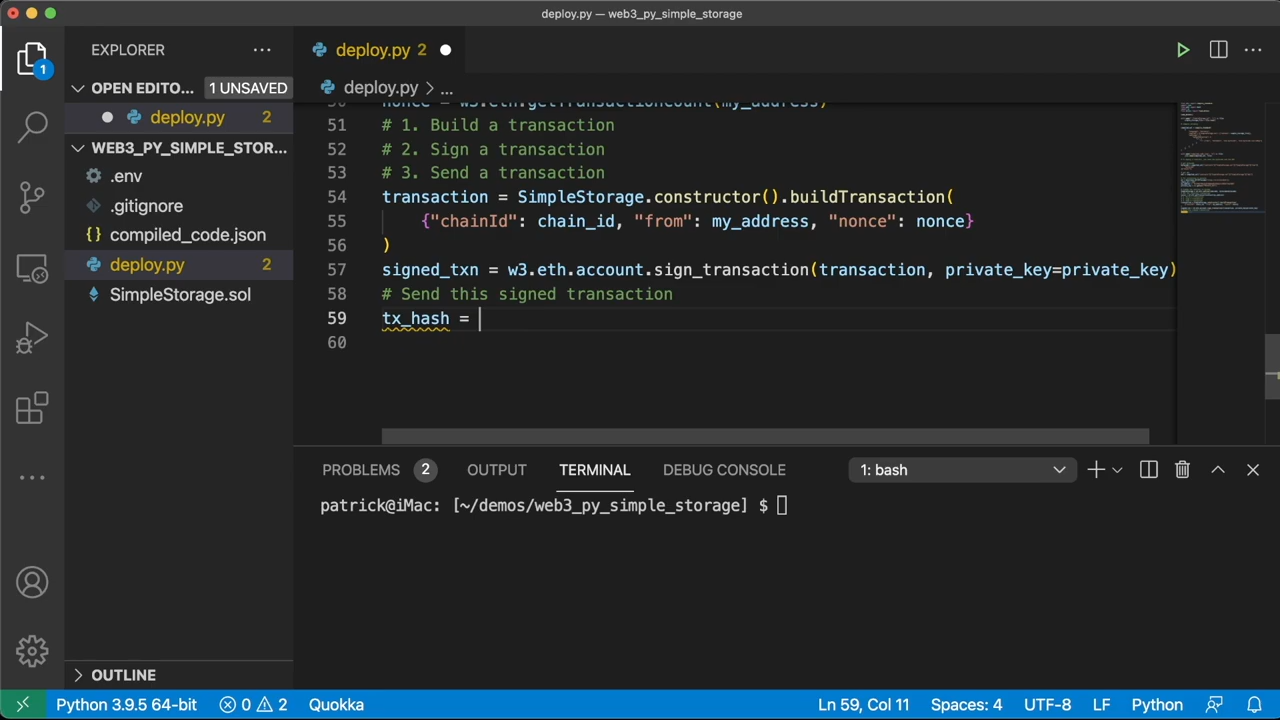 deploy.py — web3_py_simple_storage
EXPLORER
deploy.py 2
OPEN EDITO... 1 UNSAVED
deploy.py > ...
deploy.py 2
WEB3_PY_SIMPLE_STOR...
.env
.gitignore
{} compiled_code.json
deploy.py 2
SimpleStorage.sol
50 nonce = w3.eth.getTransactionCount(my_address)
51 # 1. Build a transaction
52 # 2. Sign a transaction
53 # 3. Send a transaction
54 transaction = SimpleStorage.constructor().buildTransaction(
55 {"chainId": chain_id, "from": my_address, "nonce": nonce}
56 )
57 signed_txn = w3.eth.account.sign_transaction(transaction, private_key=private_key)
58 # Send this signed transaction
59 tx_hash =
60
PROBLEMS 2 OUTPUT TERMINAL DEBUG CONSOLE 1: bash
patrick@iMac: [~/demos/web3_py_simple_storage] $
1
OUTLINE
Python 3.9.5 64-bit 0 2 Quokka Ln 59, Col 11 Spaces: 4 UTF-8 LF Python